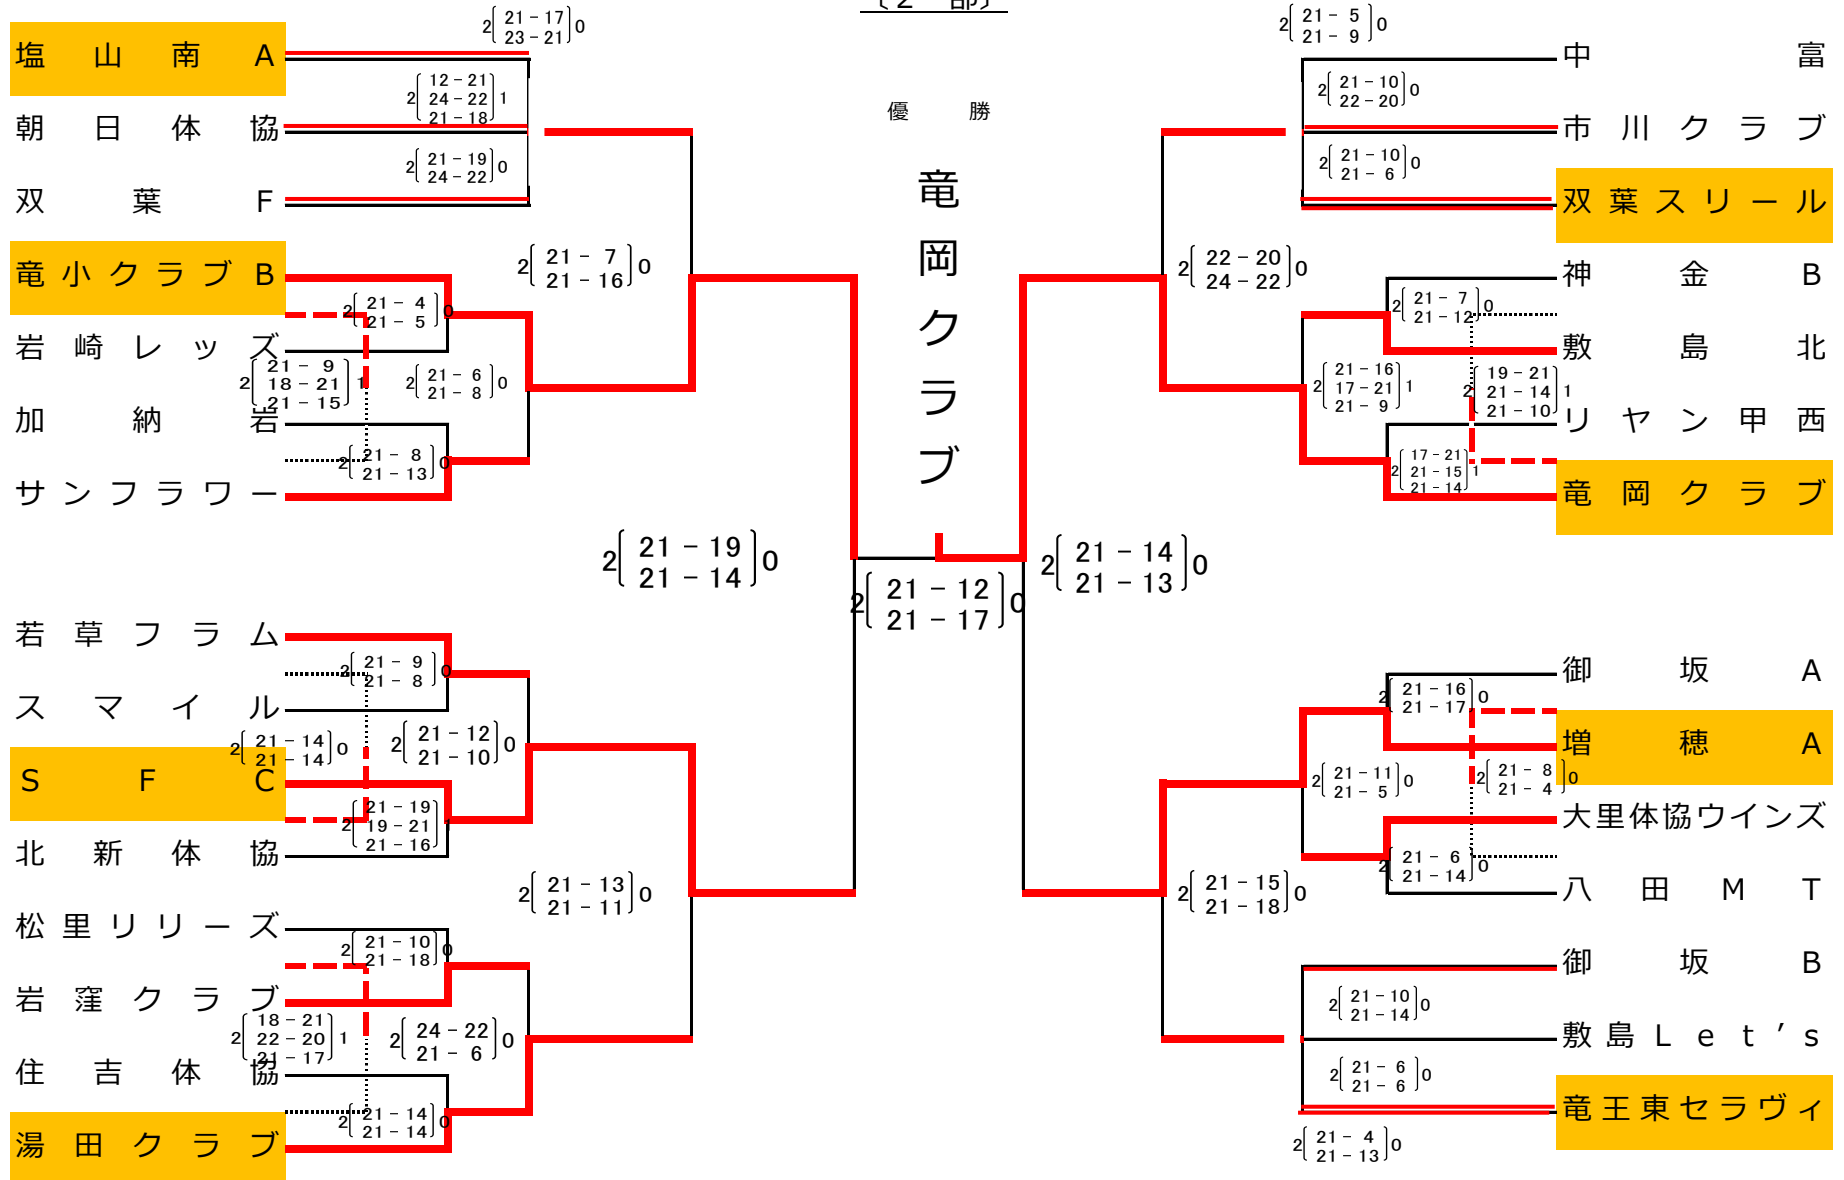 〔２　部〕
優　勝
竜岡クラブ
塩山南A
朝日体協
双葉F
竜小クラブB
岩崎レッズ
加納岩
サンフラワー
若草フラム
スマイル
SFC
北新体協
松里リリーズ
岩窪クラブ
住吉体協
湯田クラブ
2 21－17 0
23－21
2 12－21 1
24－22
21－18
2 21－19 0
24－22
2 21－7 0
21－16
2 21－4 0
21－5
2 21－9 1
18－21
21－15
2 21－6 0
21－8
2 21－8 0
21－13
2 21－19 0
21－14
2 21－9 0
21－8
2 21－14 0
21－14
2 21－12 0
21－10
2 21－19 1
19－21
21－16
2 21－13 0
21－11
2 21－10 0
21－18
2 18－21 1
22－20
21－17
2 24－22 0
21－6
2 21－14 0
21－14
2 21－12 0
21－17
中富
市川クラブ
双葉スリール
神金B
敷島北
リヤン甲西
竜岡クラブ
御坂A
増穂A
大里体協ウインズ
八田MT
御坂B
敷島Let's
竜王東セラヴィ
2 21－5 0
21－9
2 21－10 0
22－20
2 21－10 0
21－6
2 22－20 0
24－22
2 21－7 0
21－12
2 21－16 1
17－21
21－9
2 19－21 1
21－14
21－10
2 17－21 1
21－15
21－14
2 21－14 0
21－13
2 21－16 0
21－17
2 21－11 0
21－5
2 21－8 0
21－4
2 21－6 0
21－14
2 21－15 0
21－18
2 21－10 0
21－14
2 21－6 0
21－6
2 21－4 0
21－13